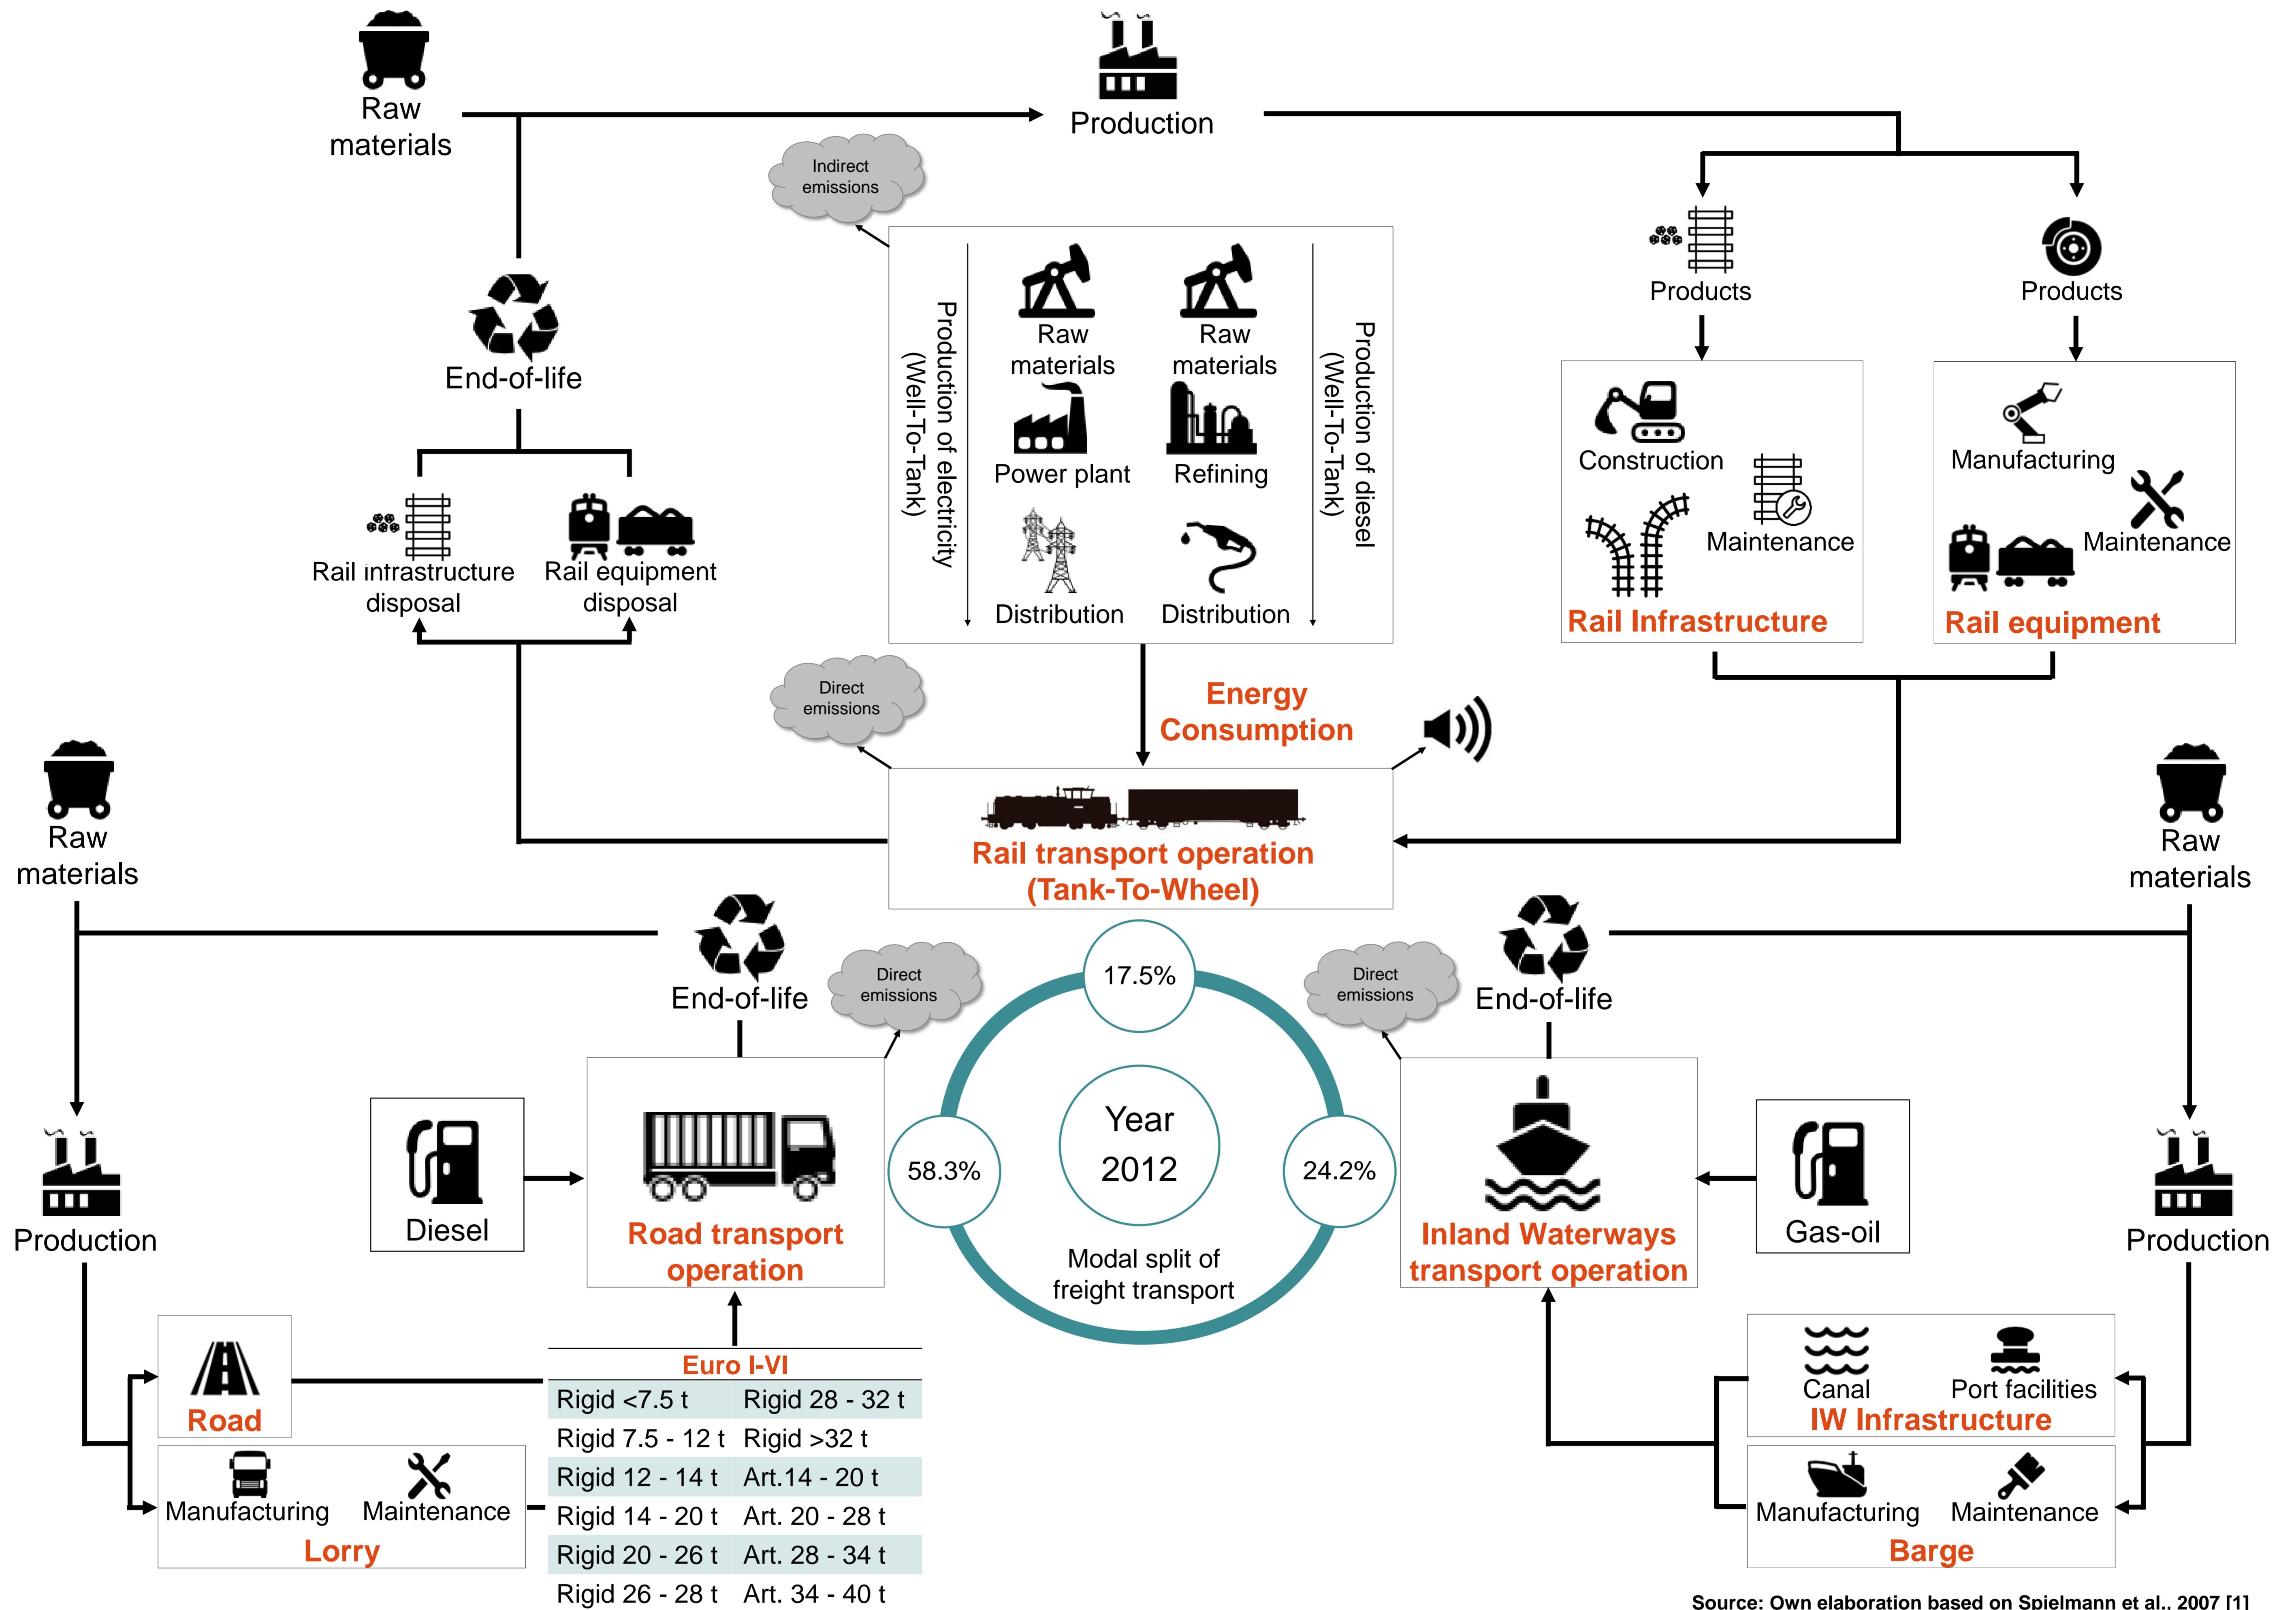 Raw
materials
Production
Indirect
emissions
Production of electricity
(Well-To-Tank)
Raw
materials
Power plant
Distribution
Raw
materials
Refining
Distribution
Production of diesel
(Well-To-Tank)
Products
Products
End-of-life
Rail infrastructure
disposal
Rail equipment
disposal
Construction
Maintenance
Rail Infrastructure
Manufacturing
Maintenance
Rail equipment
Direct
emissions
Energy
Consumption
Rail transport operation
(Tank-To-Wheel)
Raw
materials
Raw
materials
End-of-life
Direct
emissions
17.5%
Direct
emissions
End-of-life
Year
2012
58.3%
24.2%
Modal split of
freight transport
Production
Diesel
Road transport
operation
Inland Waterways
transport operation
Gas-oil
Production
Road
Manufacturing
Maintenance
Lorry
Euro I-VI
Rigid <7.5 t
Rigid 28 - 32 t
Rigid 7.5 - 12 t
Rigid >32 t
Rigid 12 - 14 t
Art.14 - 20 t
Rigid 14 - 20 t
Art. 20 - 28 t
Rigid 20 - 26 t
Art. 28 - 34 t
Rigid 26 - 28 t
Art. 34 - 40 t
Canal
Port facilities
IW Infrastructure
Manufacturing
Maintenance
Barge
Source: Own elaboration based on Spielmann et al., 2007 [1]